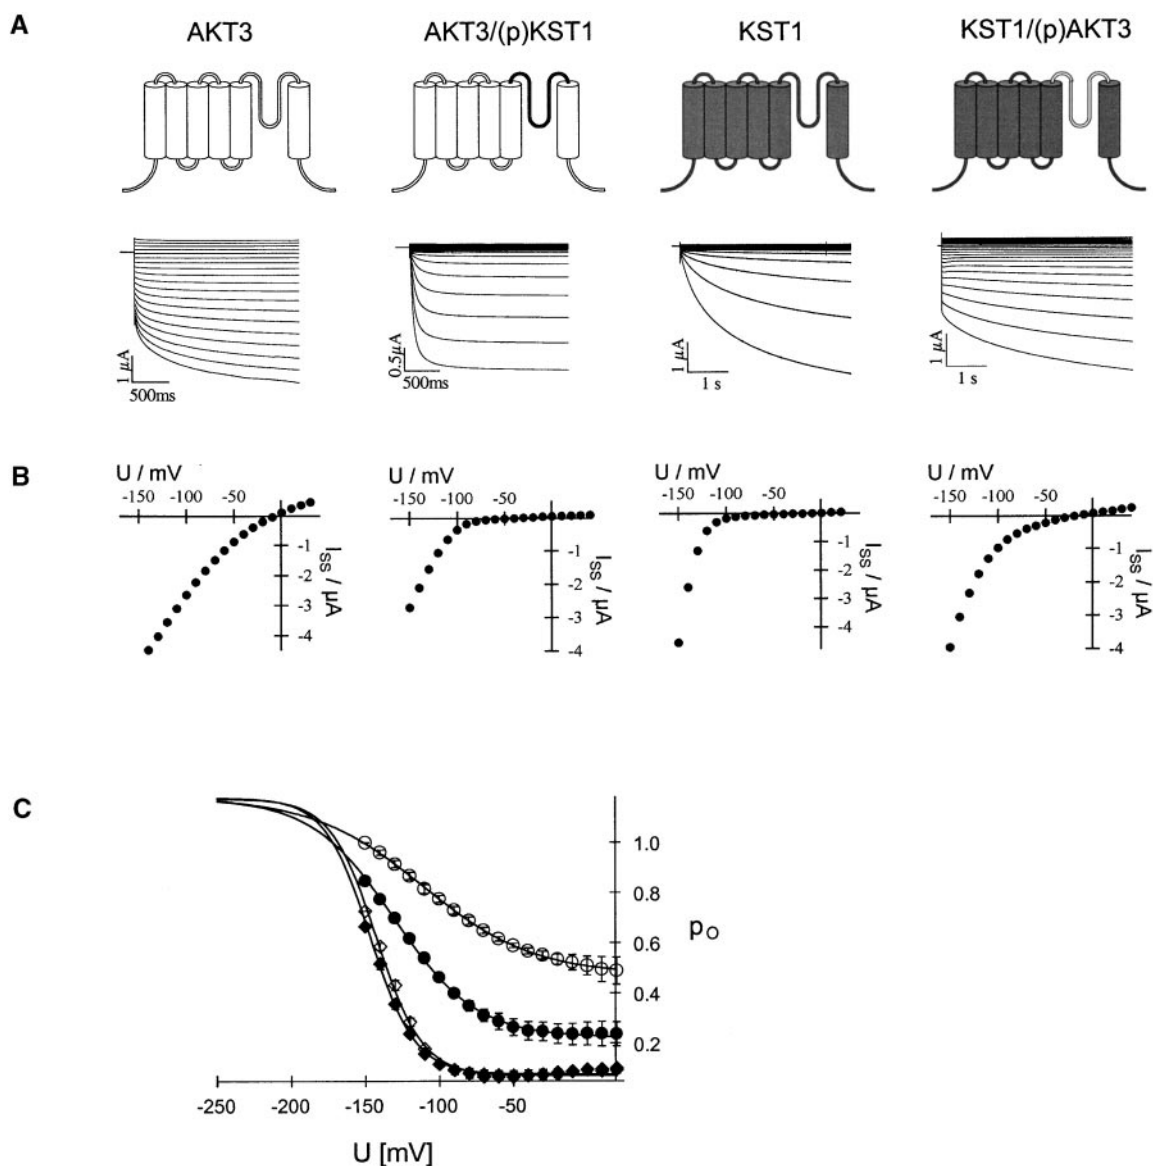 A
AKT3 AKT3/(p)KST1 KST1 KST1/(p)AKT3
1 µA
500ms
0.5µA
500ms
1 µA
1 s
1 µA
1 s
B
U / mV
-150 -100 -50
-1
-2
-3
-4
Iss / µA
U / mV
-150 -100 -50
-1
-2
-3
-4
Iss / µA
U / mV
-150 -50
-1
-2
-3
-4
Iss / µA
U / mV
-150 -100 -50
-1
-2
-3
-4
Iss / µA
C
1.0
0.8
0.6
0.4
0.2
po
-250 -200 -150 -100 -50
U [mV]